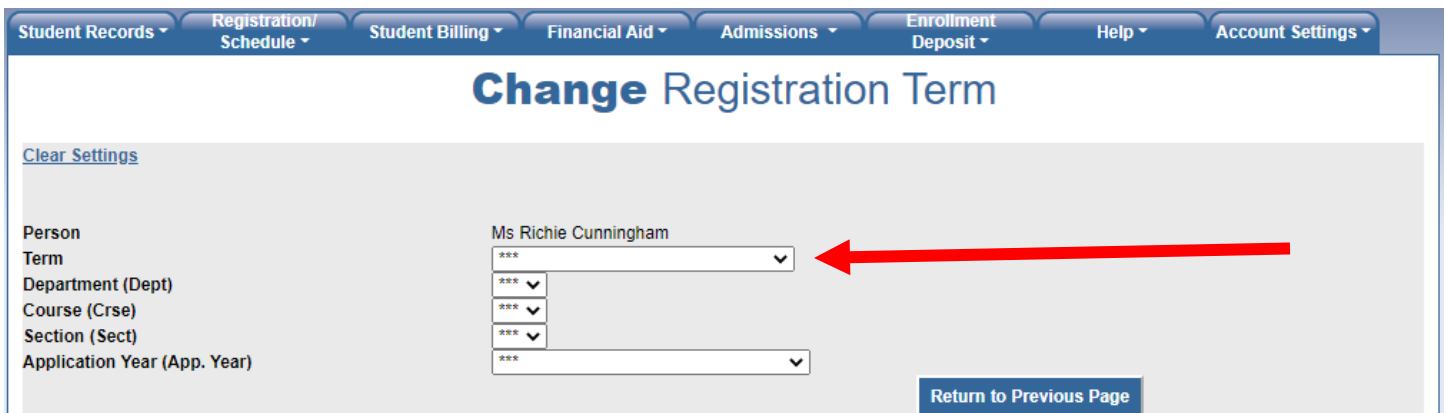 Student Records
Registration/
Schedule
Student Billing
Financial Aid
Admissions
Enrollment
Deposit
Help
Account Settings
Change Registration Term
Clear Settings
Person Ms Richie Cunningham
Term ***
Department (Dept) ***
Course (Crse) ***
Section (Sect) ***
Application Year (App. Year) ***
Return to Previous Page